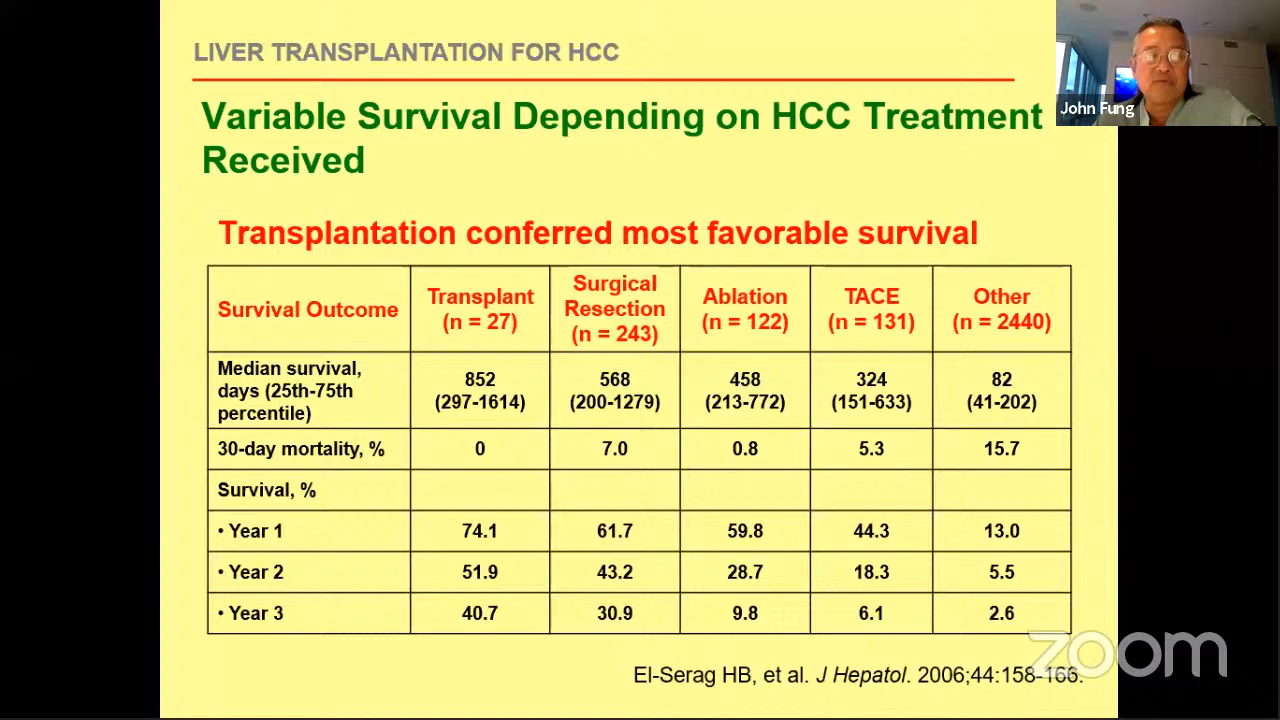 LIVER TRANSPLANTATION FOR HCC
John Fung
Variable Survival Depending on HCC Treatment
Received
Transplantation conferred most favorable survival
Survival Outcome
Transplant
(n = 27)
Surgical
Resection
(n = 243)
Ablation
(n = 122)
TACE
(n = 131)
Other
(n = 2440)
Median survival,
days (25th-75th
percentile)
852
(297-1614)
568
(200-1279)
458
(213-772)
324
(151-633)
82
(41-202)
30-day mortality, % 0 7.0 0.8 5.3 15.7
Survival, %
• Year 1 74.1 61.7 59.8 44.3 13.0
• Year 2 51.9 43.2 28.7 18.3 5.5
• Year 3 40.7 30.9 9.8 6.1 2.6
El-Serag HB, et al. J Hepatol. 2006;44:158-166.
zoom